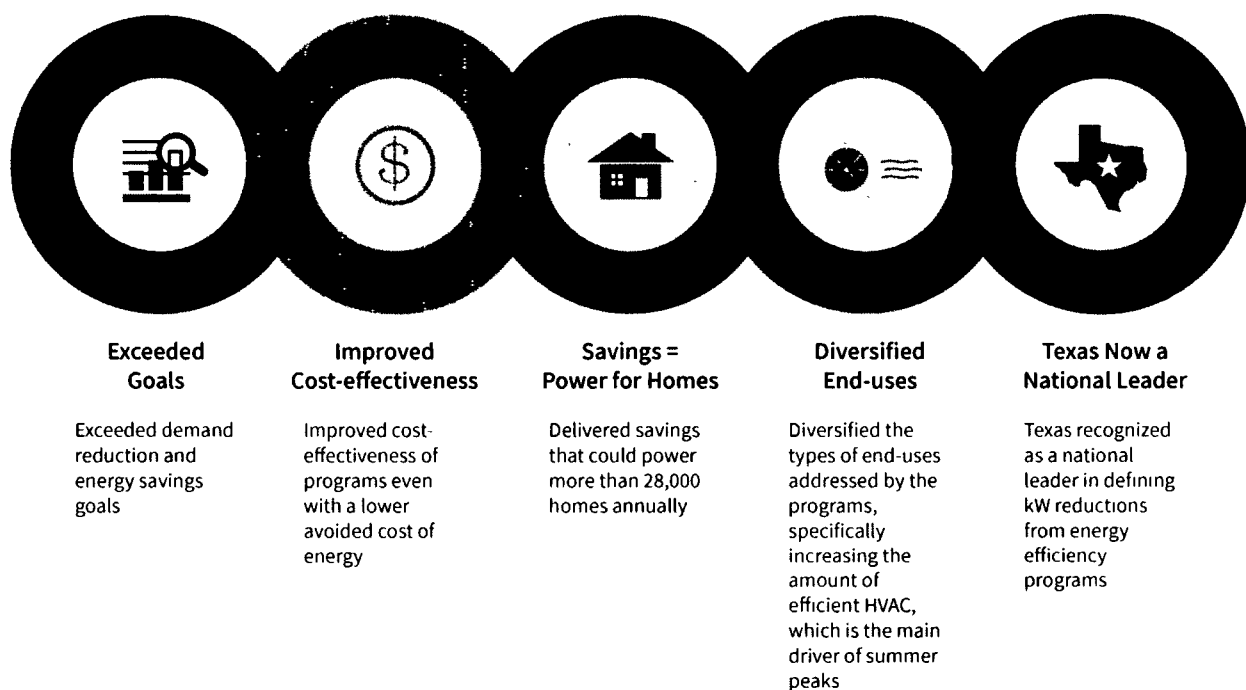 Exceeded
Goals
Exceeded demand
reduction and
energy savings
goals
Improved
Cost-effectiveness
Improved cost-
effectiveness of
programs even
with a lower
avoided cost of
energy
Savings =
Power for Homes
Delivered savings
that could power
more than 28,000
homes annually
Diversified
End-uses
Diversified the
types of end-uses
addressed by the
programs,
specifically
increasing the
amount of
efficient HVAC,
which is the main
driver of summer
peaks
Texas Now a
National Leader
Texas recognized
as a national
leader in defining
kW reductions
from energy
efficiency
programs